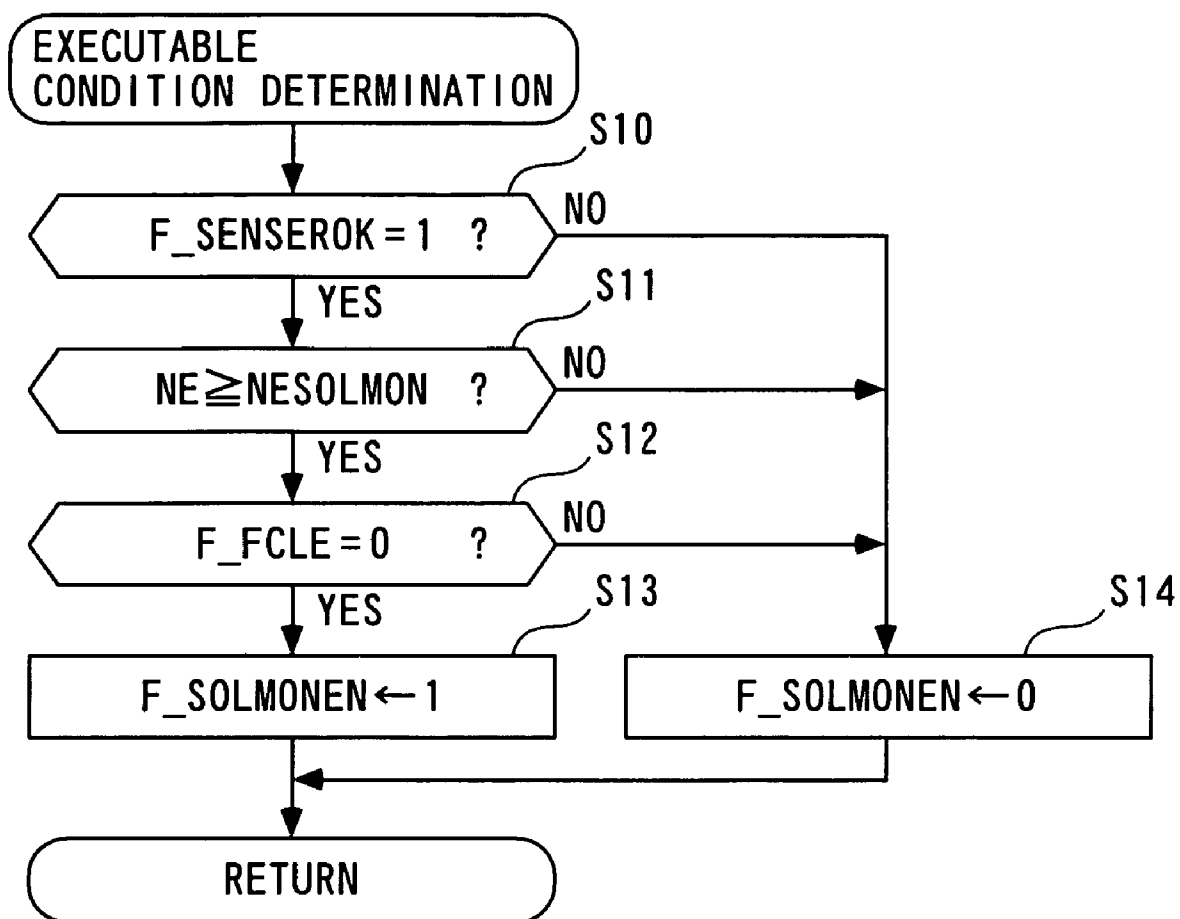 EXECUTABLE
CONDITION DETERMINATION
S10
F_SENSEROK=1 ?
NO
YES
S11
NE≧NESOLMON ?
NO
YES
S12
F_FCLE=0 ?
NO
YES
S13
F_SOLMONEN←1
S14
F_SOLMONEN←0
RETURN